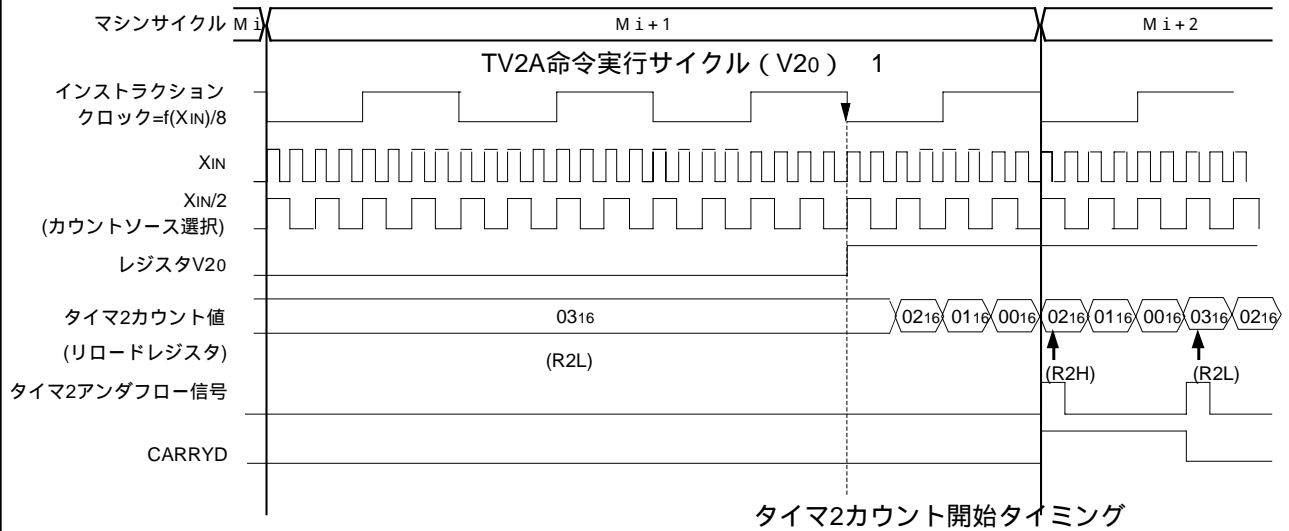 マシンサイクル Mi Mi+1 Mi+2
TV2A命令実行サイクル(V20) 1
インストラクション
クロック=f(XIN)/8
XIN
XIN/2
(カウントソース選択)
レジスタV20
タイマ2カウント値 0316 0216 0116 0016 0216 0116 0016 0316 0216
(リロードレジスタ) (R2L) (R2H) (R2L)
タイマ2アンダフロー信号
CARRYD
タイマ2カウント開始タイミング